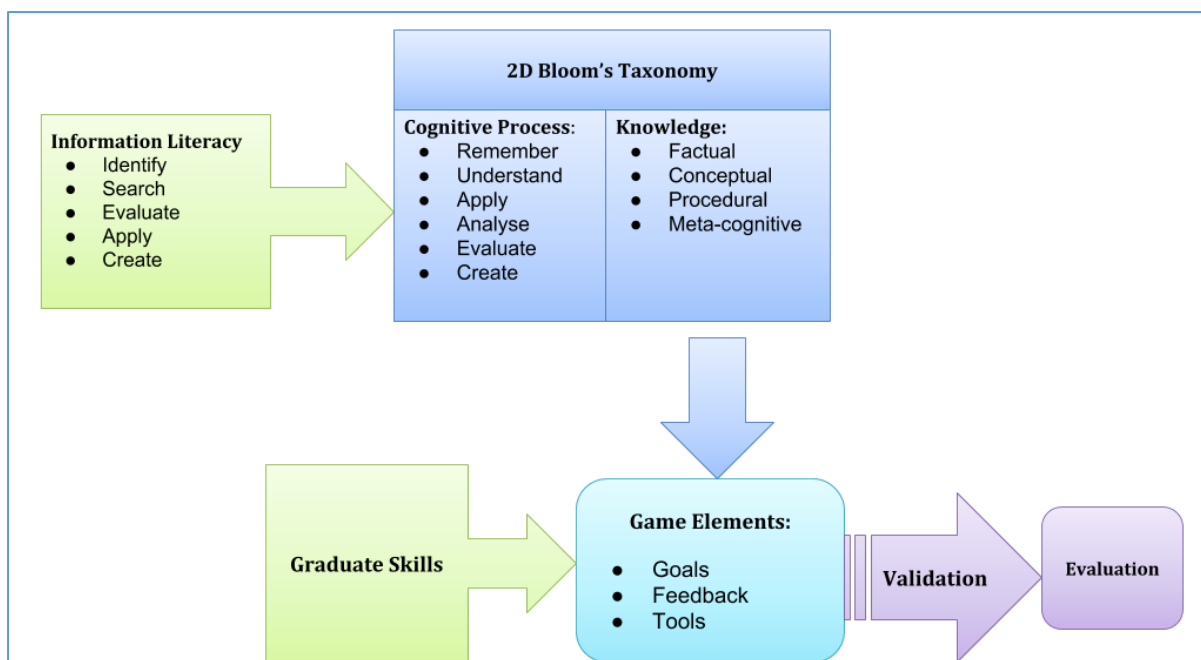 2D Bloom’s Taxonomy
Information Literacy
● Identify
● Search
● Evaluate
● Apply
● Create
Cognitive Process:
● Remember
● Understand
● Apply
● Analyse
● Evaluate
● Create
Knowledge:
● Factual
● Conceptual
● Procedural
● Meta-cognitive
Graduate Skills
Game Elements:
● Goals
● Feedback
● Tools
Validation
Evaluation